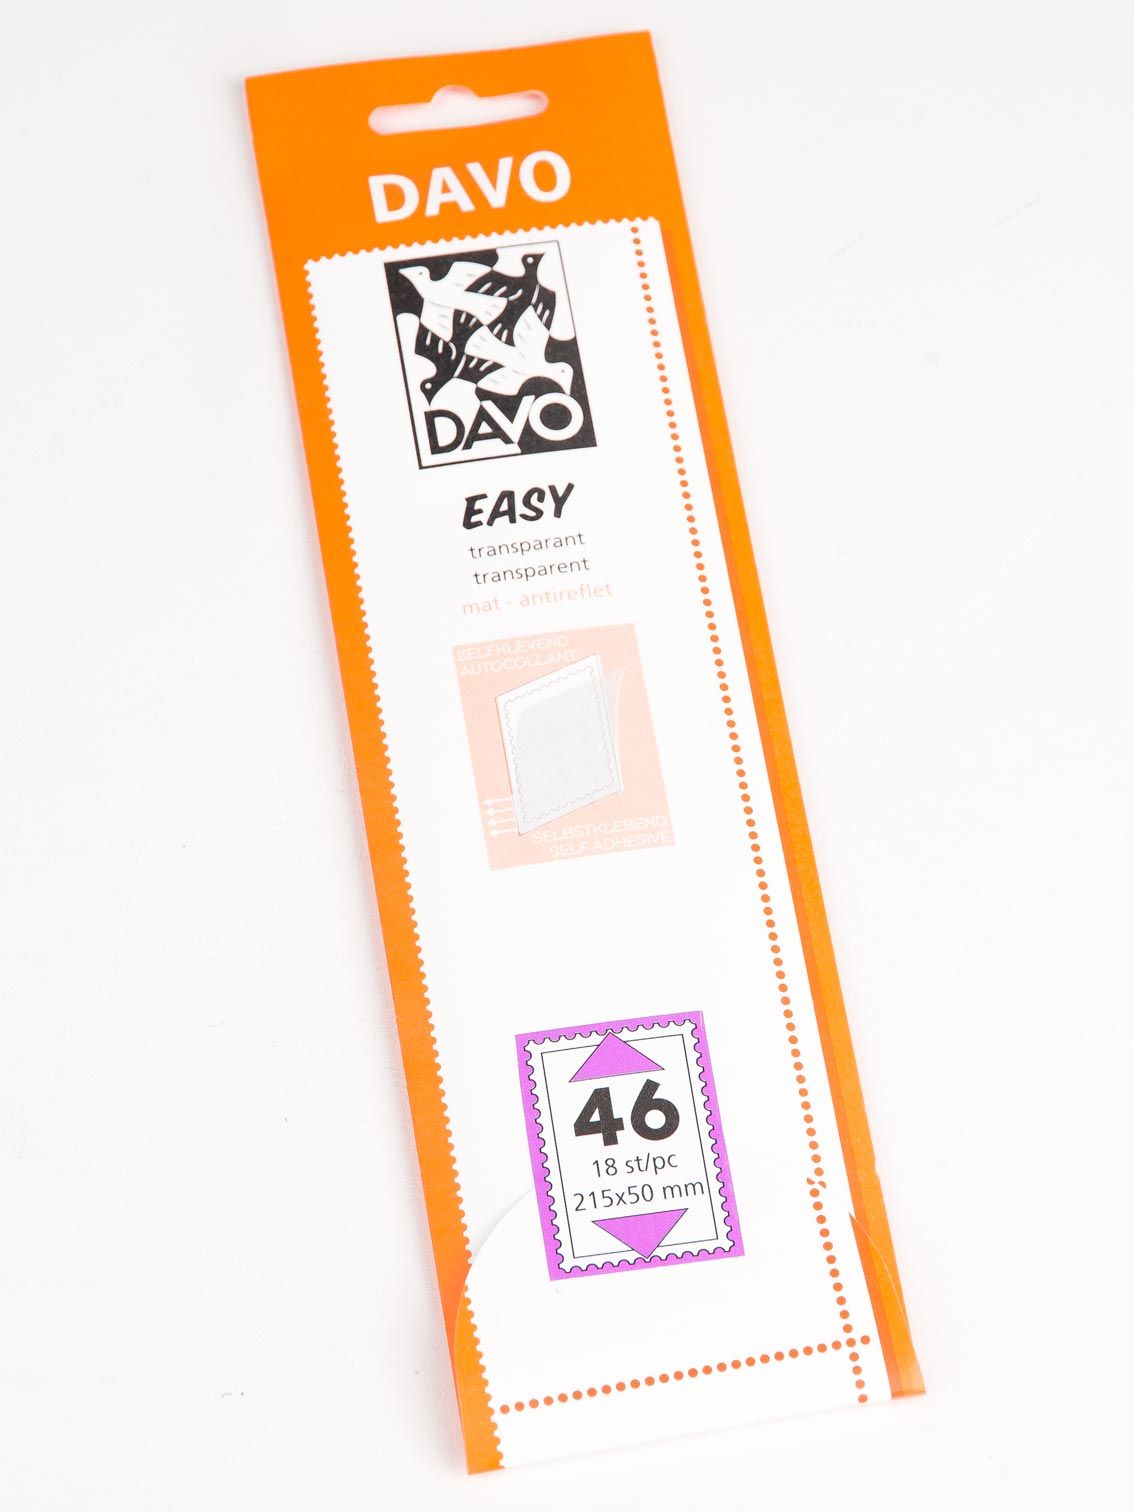 DAVO
DAVO
EASY
transparant
transparent
mat - antireflet
ZELFKLEVEND
AUTOCOLLANT
SELBSTKLEBEND
SELF ADHESIVE
46
18 st/pc
215x50 mm